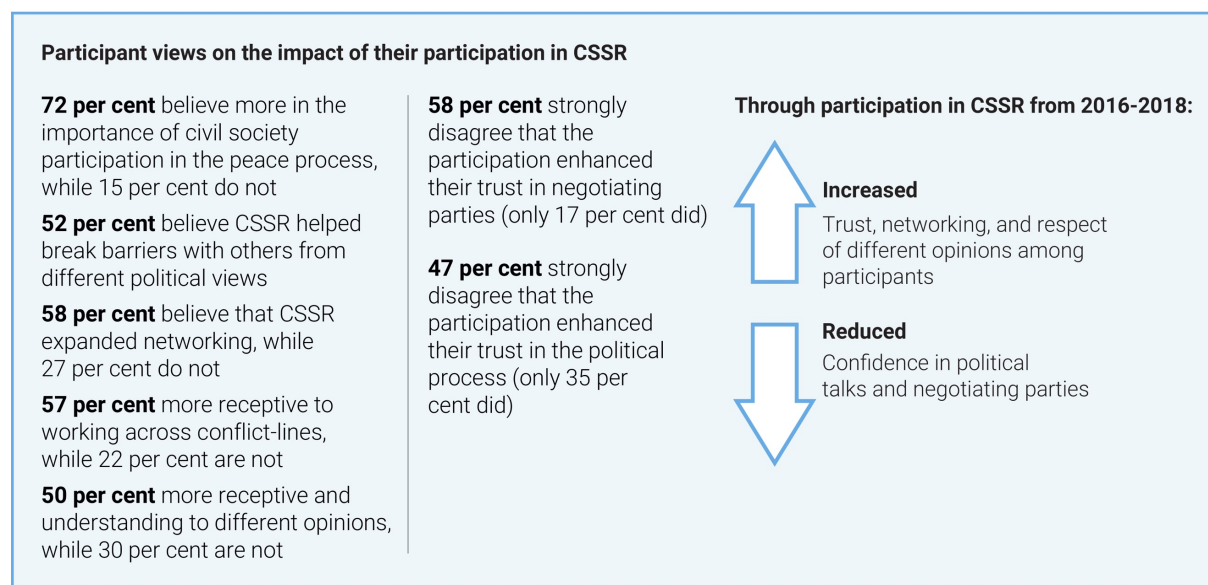 Participant views on the impact of their participation in CSSR
72 per cent believe more in the
importance of civil society
participation in the peace process,
while 15 per cent do not
52 per cent believe CSSR helped
break barriers with others from
different political views
58 per cent believe that CSSR
expanded networking, while
27 per cent do not
57 per cent more receptive to
working across conflict-lines,
while 22 per cent are not
50 per cent more receptive and
understanding to different opinions,
while 30 per cent are not
58 per cent strongly
disagree that the
participation enhanced
their trust in negotiating
parties (only 17 per cent did)
47 per cent strongly
disagree that the
participation enhanced
their trust in the political
process (only 35 per
cent did)
Through participation in CSSR from 2016-2018:
Increased
Trust, networking, and respect
of different opinions among
participants
Reduced
Confidence in political
talks and negotiating parties